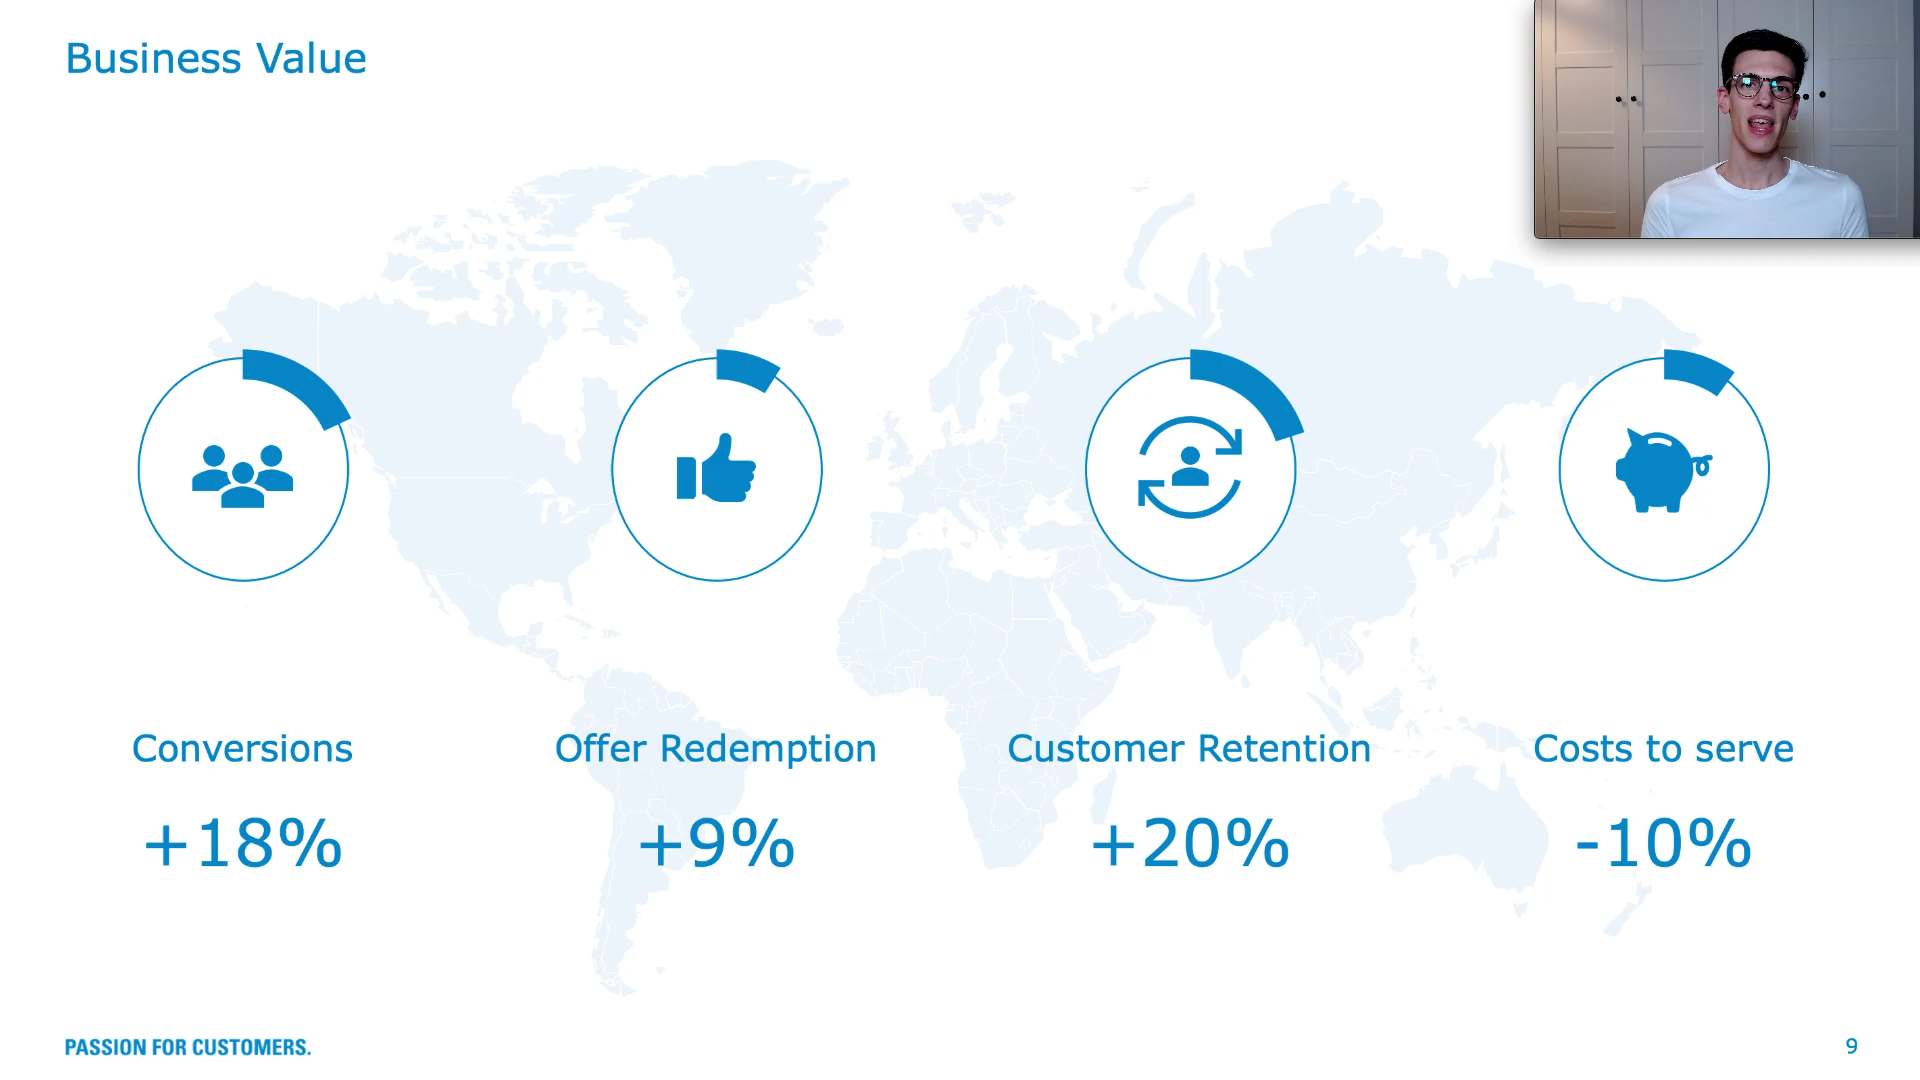 Business Value
Conversions
+18%
Offer Redemption
+9%
Customer Retention
+20%
Costs to serve
-10%
PASSION FOR CUSTOMERS.
9